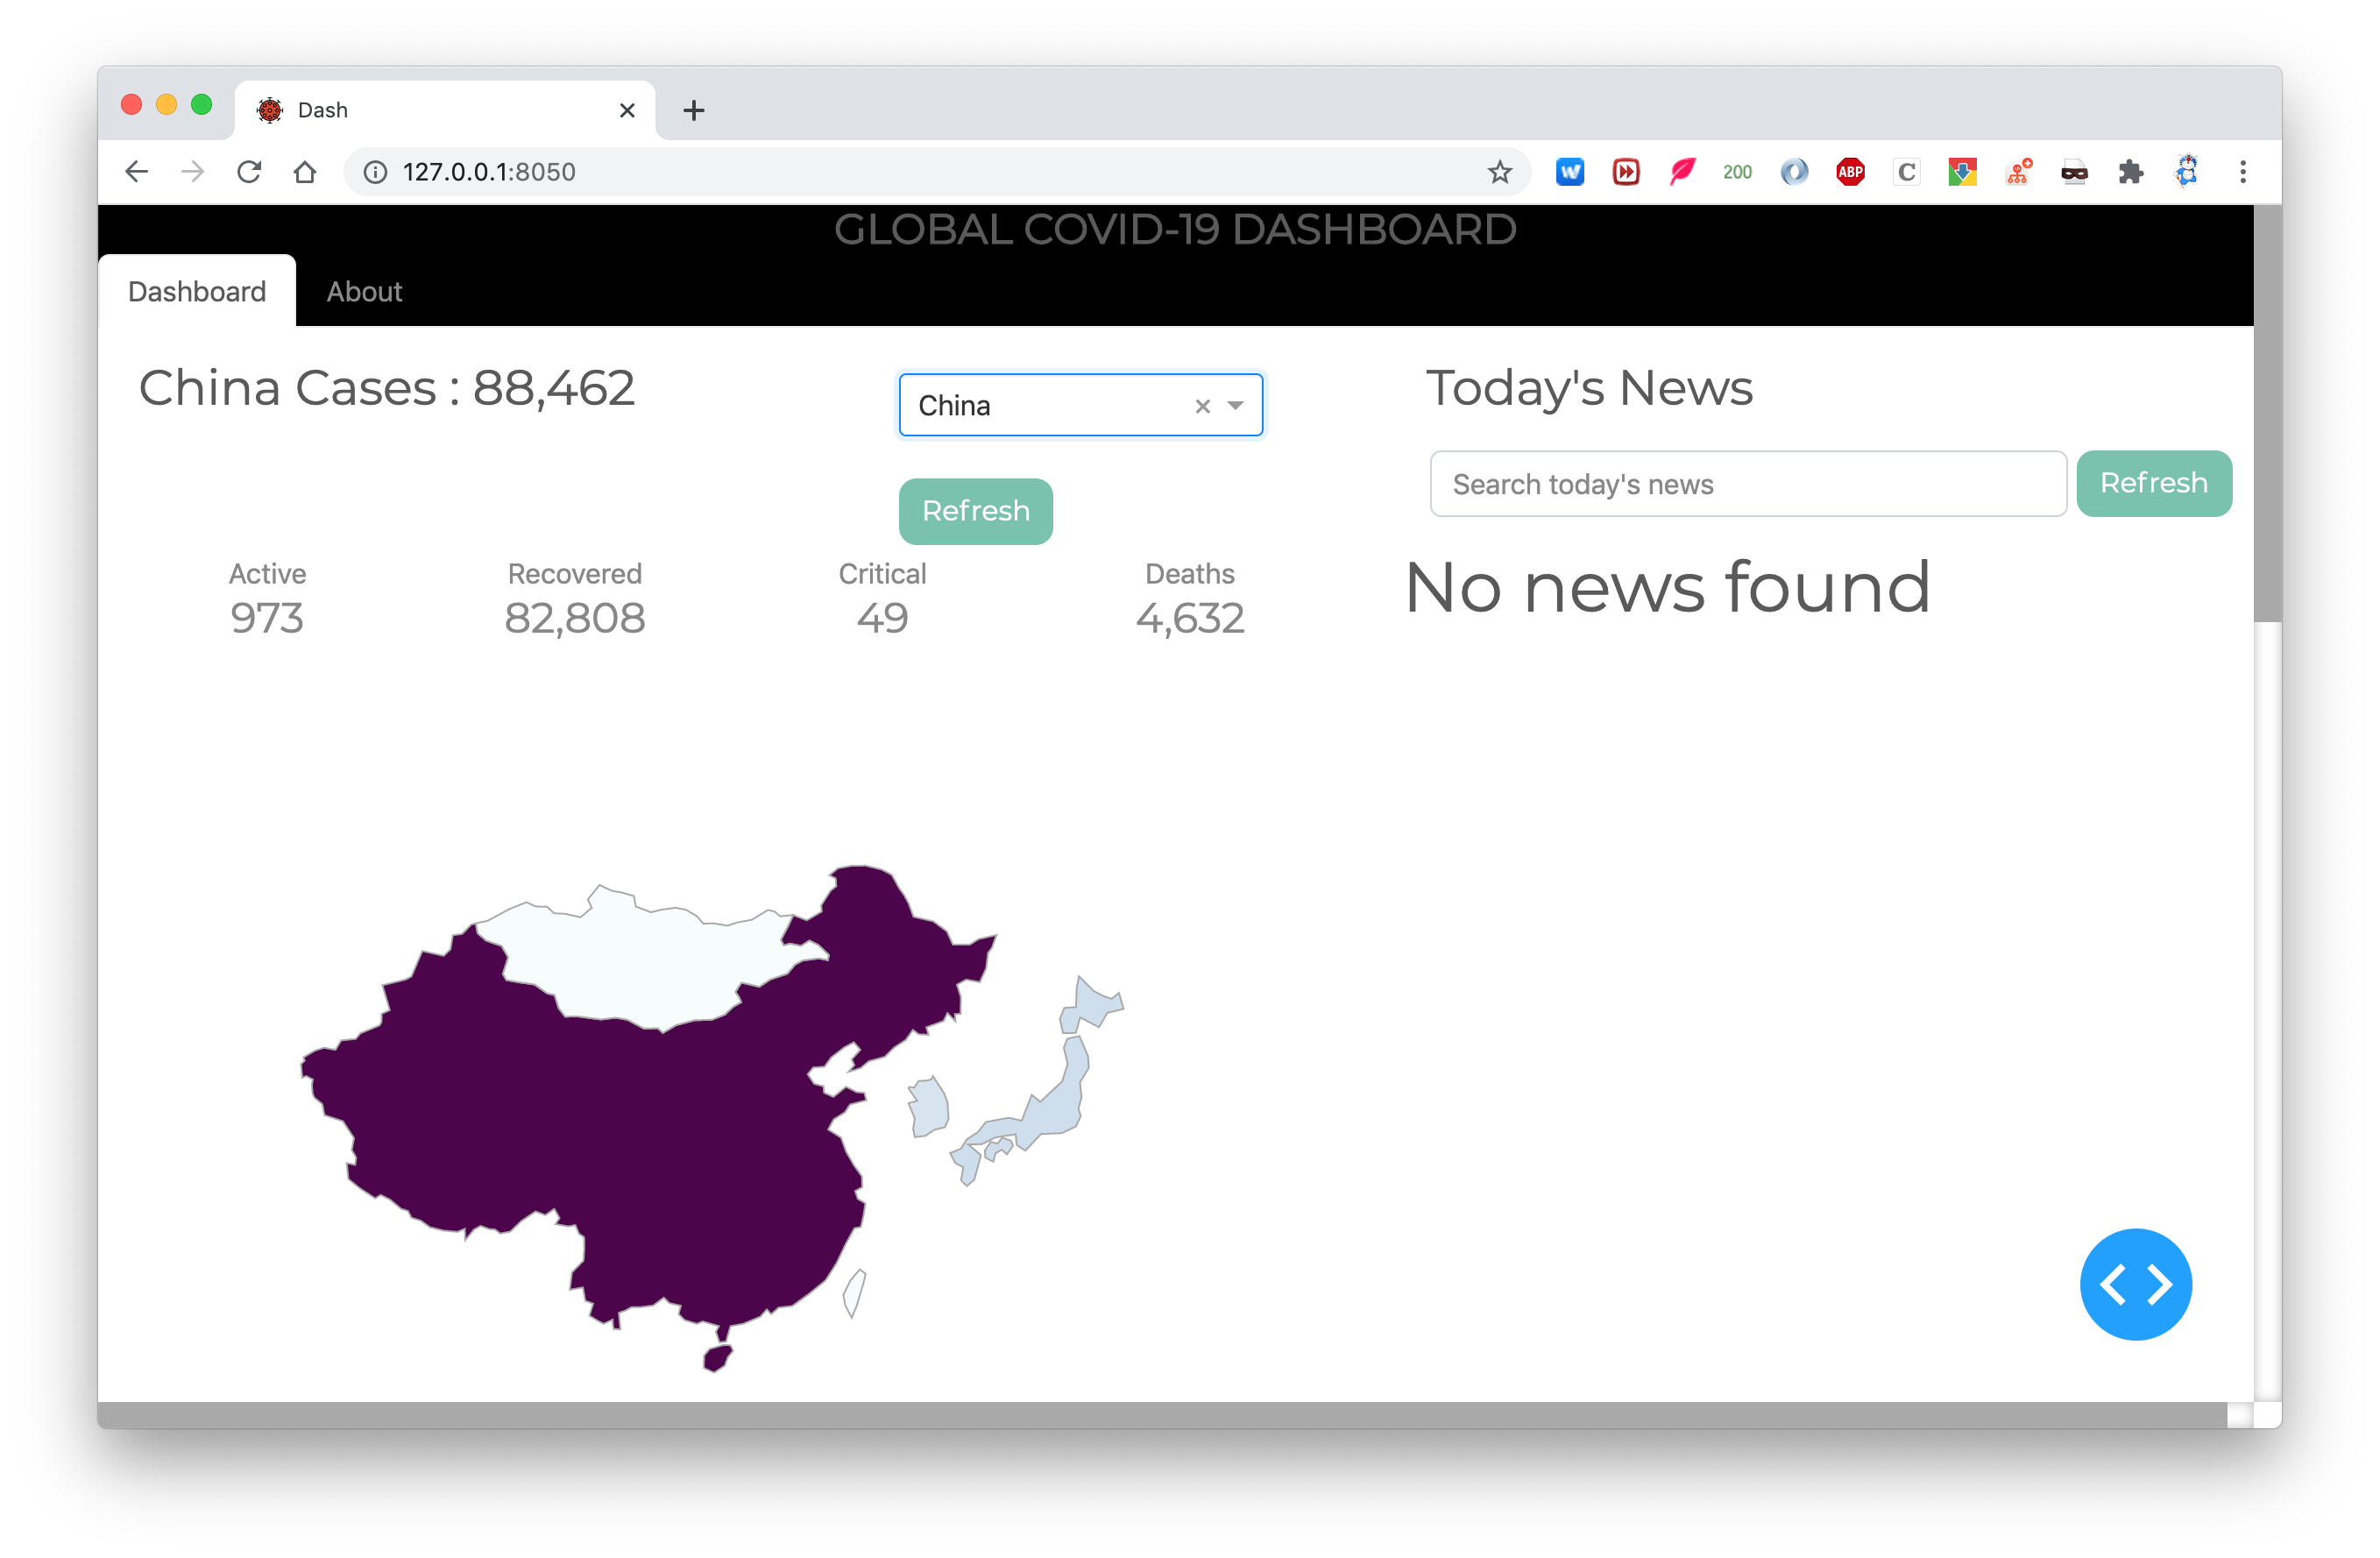 Dash
127.0.0.1:8050
200
ABP
C
GLOBAL COVID-19 DASHBOARD
Dashboard
About
China Cases : 88,462
China
Refresh
Active
973
Recovered
82,808
Critical
49
Deaths
4,632
Today's News
Search today's news
Refresh
No news found